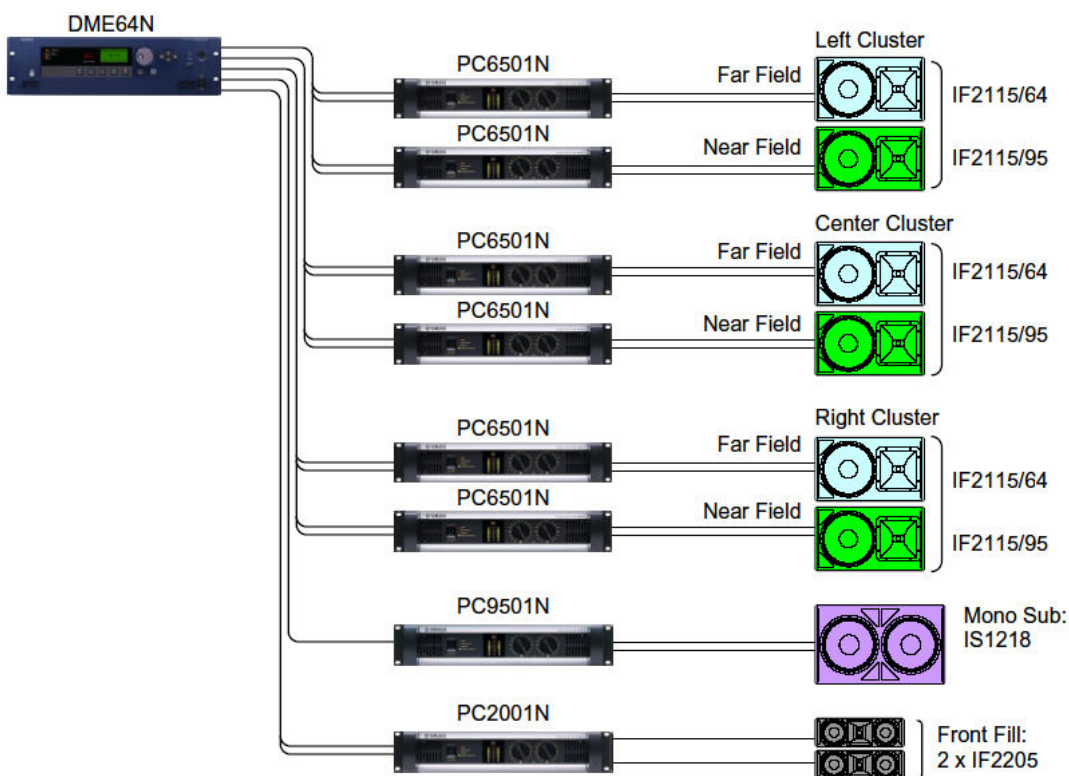 DME64N
Left Cluster
PC6501N
Far Field
IF2115/64
PC6501N
Near Field
IF2115/95
Center Cluster
PC6501N
Far Field
IF2115/64
PC6501N
Near Field
IF2115/95
Right Cluster
PC6501N
Far Field
IF2115/64
PC6501N
Near Field
IF2115/95
PC9501N
Mono Sub:
IS1218
PC2001N
Front Fill:
2 x IF2205